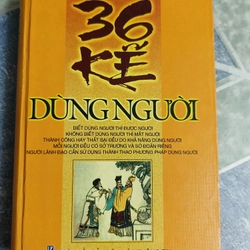 36
KẾ
DÙNG NGƯỜI
BIẾT DÙNG NGƯỜI THÌ ĐƯỢC NGƯỜI
KHÔNG BIẾT DÙNG NGƯỜI THÌ MẤT NGƯỜI
THÀNH CÔNG HAY THẤT BẠI ĐỀU DO KHẢ NĂNG DÙNG NGƯỜI
MỖI NGƯỜI ĐỀU CÓ SỞ TRƯỜNG VÀ SỞ ĐOẢN RIÊNG
NGƯỜI LÃNH ĐẠO CẦN SỬ DỤNG THÀNH THẠO PHƯƠNG PHÁP DÙNG NGƯỜI